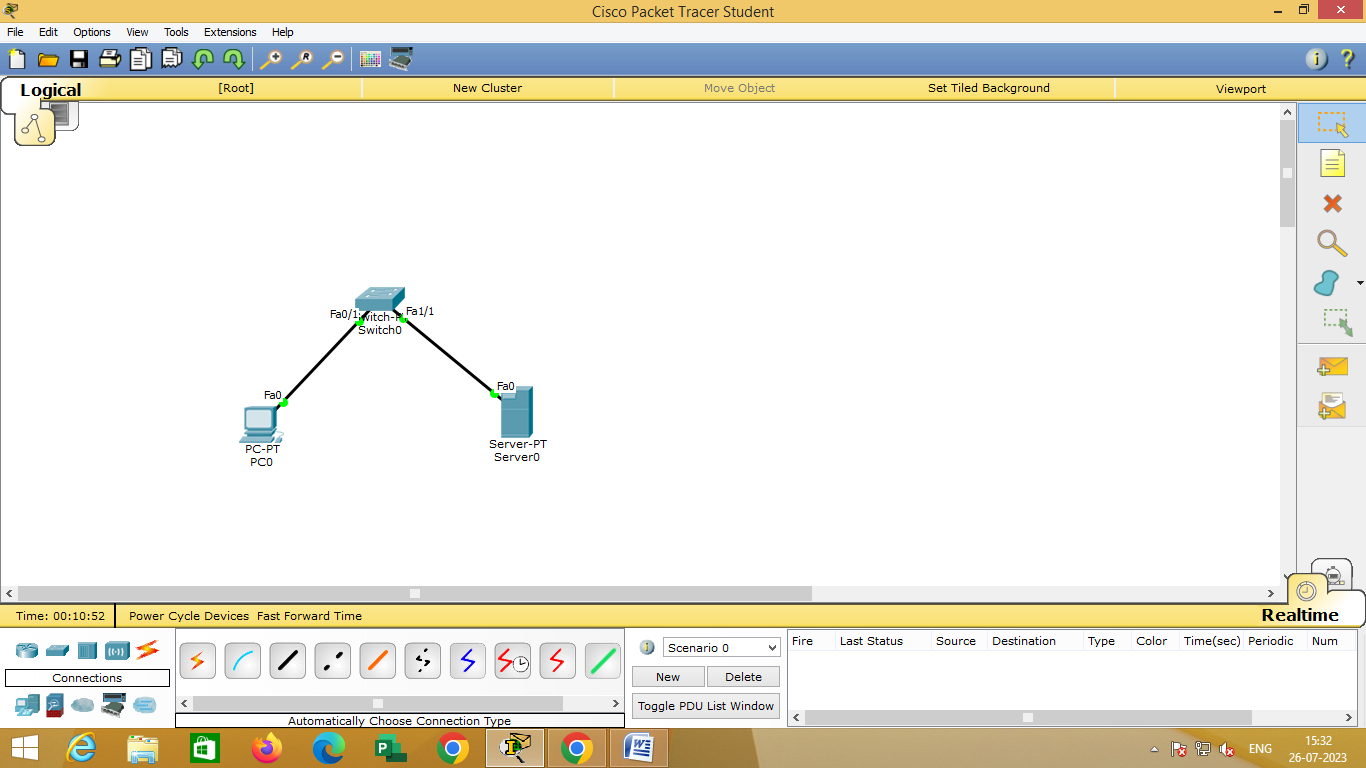 Cisco Packet Tracer Student
File Edit Options View Tools Extensions Help
Logical [Root] New Cluster Move Object Set Tiled Background Viewport
Fa0/1 Fa1/1
Switch0
Fa0
Fa0
PC-PT
PC0
Server-PT
Server0
Time: 00:10:52 Power Cycle Devices Fast Forward Time Realtime
Connections
Automatically Choose Connection Type
Scenario 0
New Delete
Toggle PDU List Window
Fire Last Status Source Destination Type Color Time(sec) Periodic Num
ENG
15:32
26-07-2023